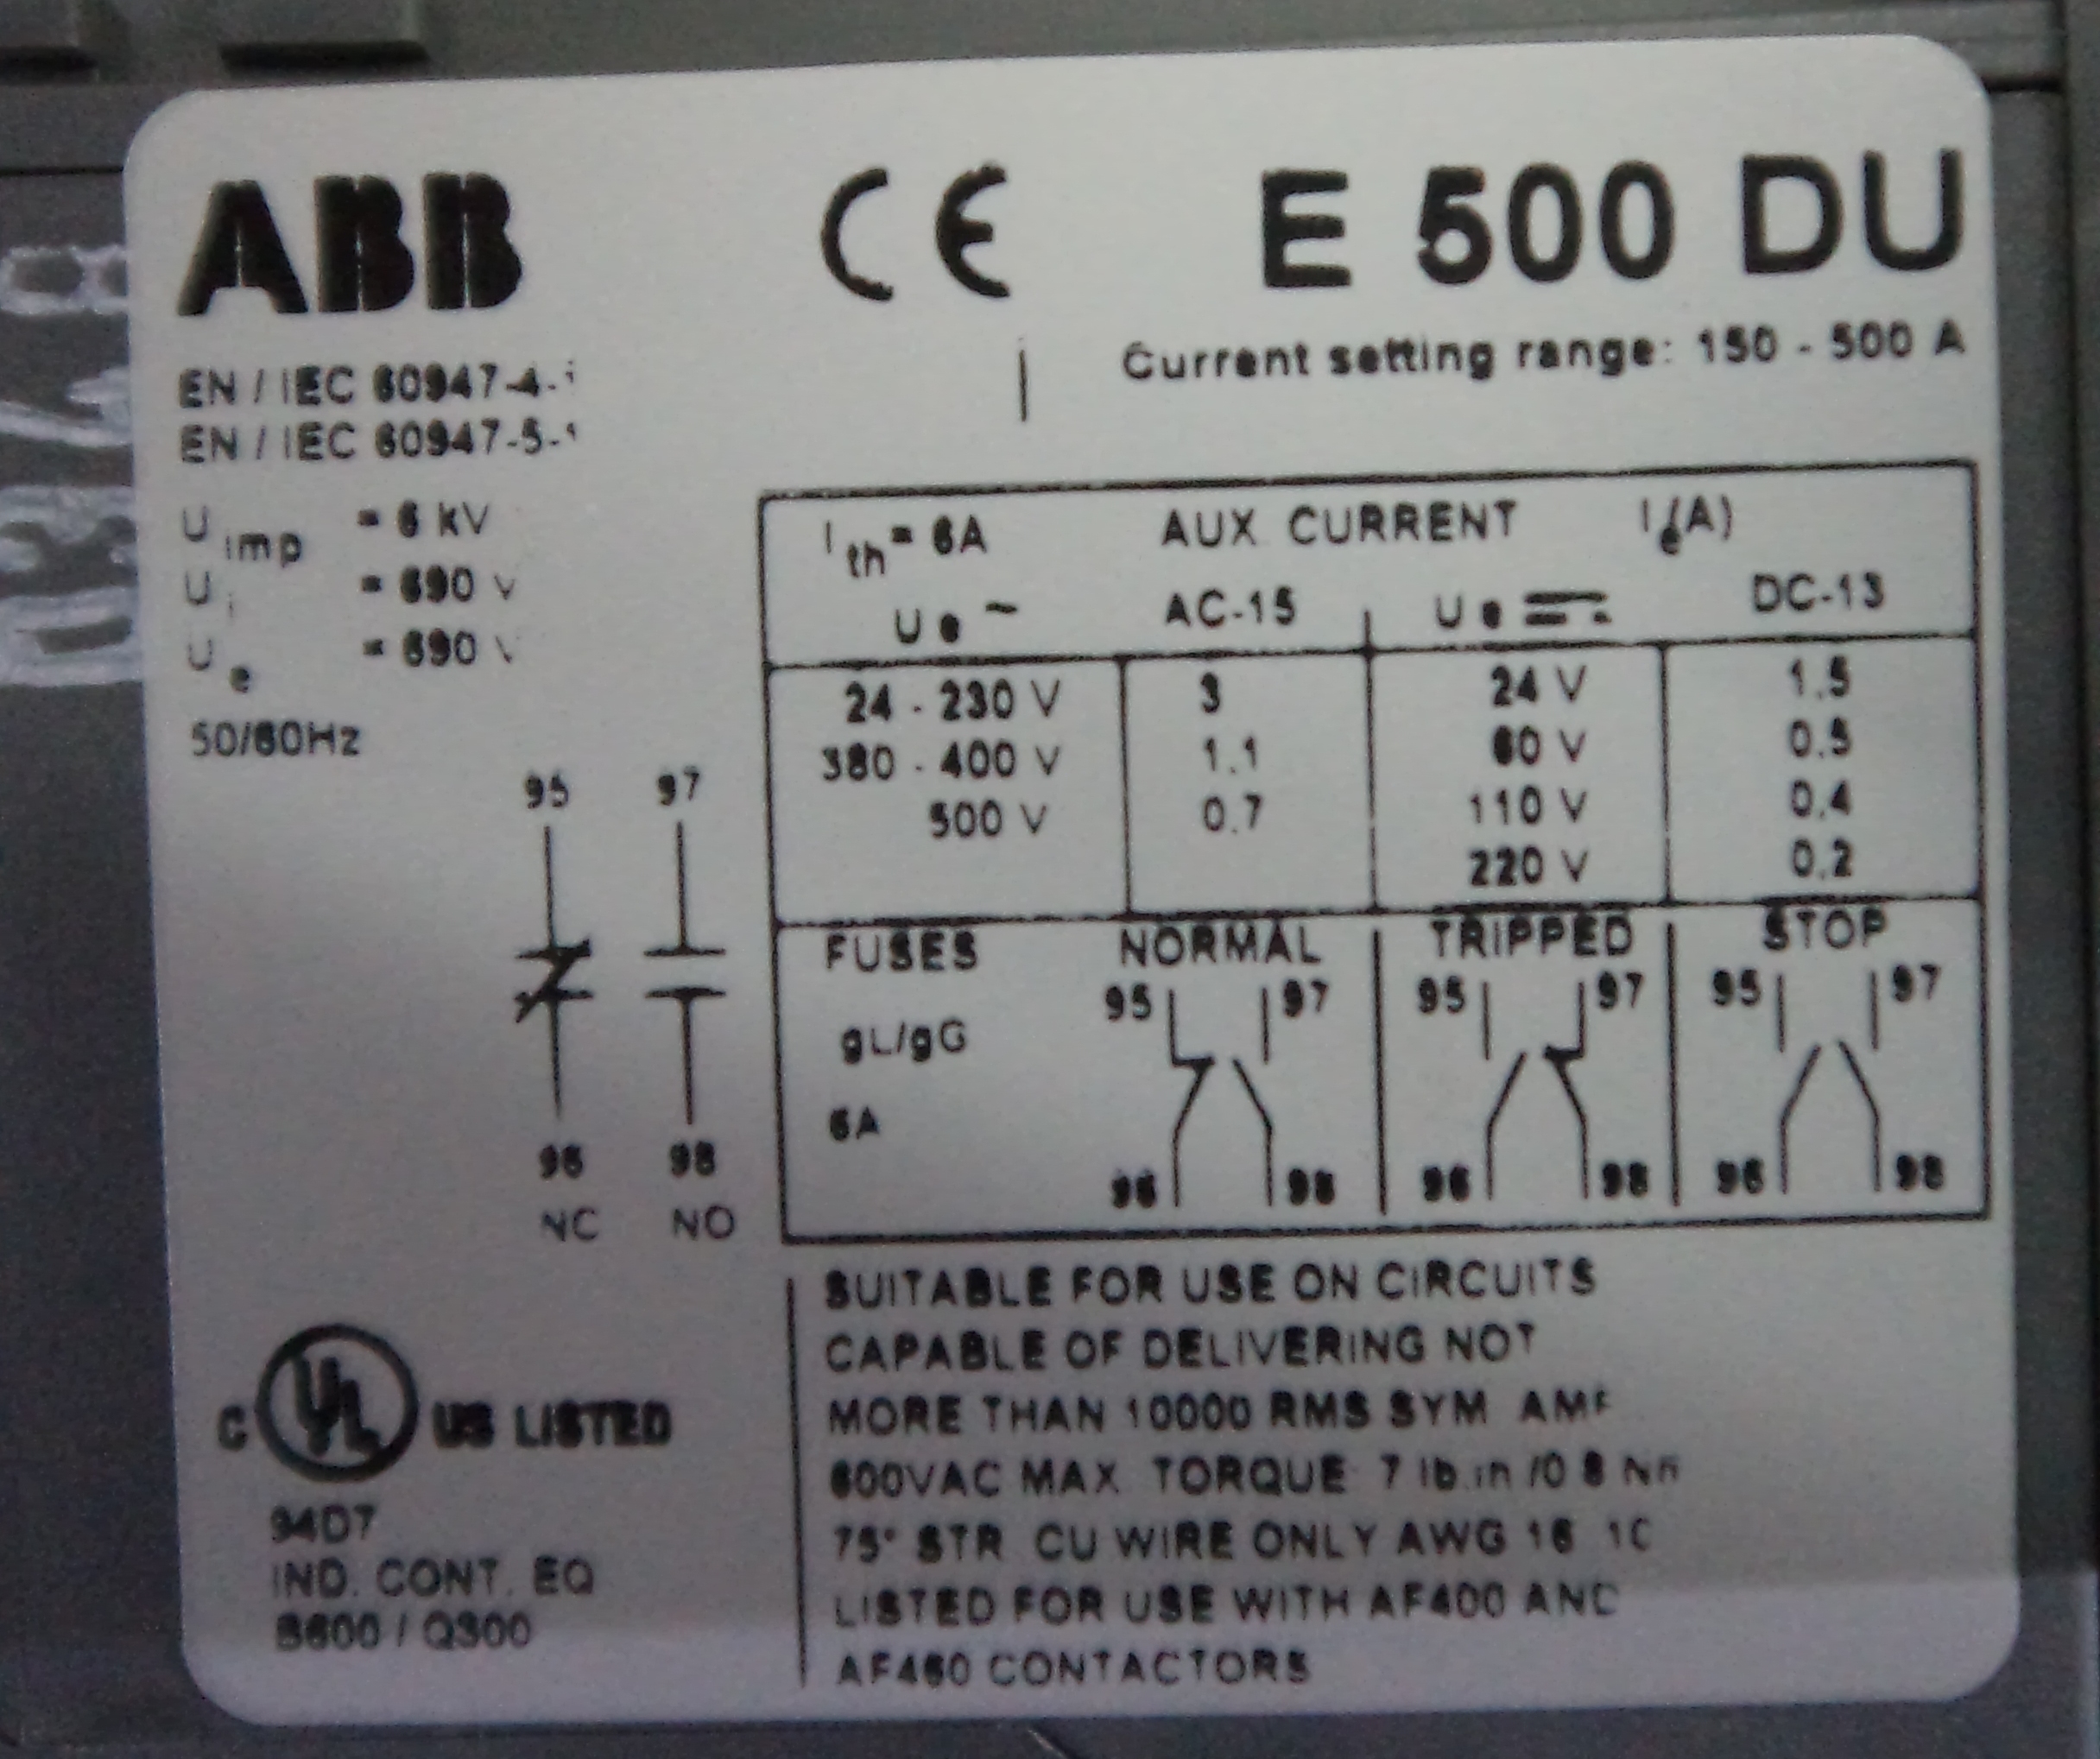 ABB
CE
E 500 DU
Current setting range: 150 - 500 A
EN / IEC 60947-4-1
EN / IEC 60947-5-1
U imp = 6 kV
U i = 690 V
U e = 690 V
50/60Hz
95 97
96 98
NC NO
I th = 6A AUX. CURRENT I e (A)
U e ~ AC-15 U e ⎓ DC-13
24 - 230 V 3 24 V 1.5
380 - 400 V 1.1 60 V 0.5
500 V 0.7 110 V 0.4
220 V 0.2
FUSES NORMAL TRIPPED STOP
95 97 95 97 95 97
gL/gG
6A
96 98 96 98 96 98
C UL US LISTED
94D7
IND. CONT. EQ
B600 / Q300
SUITABLE FOR USE ON CIRCUITS
CAPABLE OF DELIVERING NOT
MORE THAN 10000 RMS SYM AMP
600VAC MAX. TORQUE: 7 lb.in /0.8
75° STR. CU WIRE ONLY AWG 16
LISTED FOR USE WITH AF400 AND
AF460 CONTACTORS